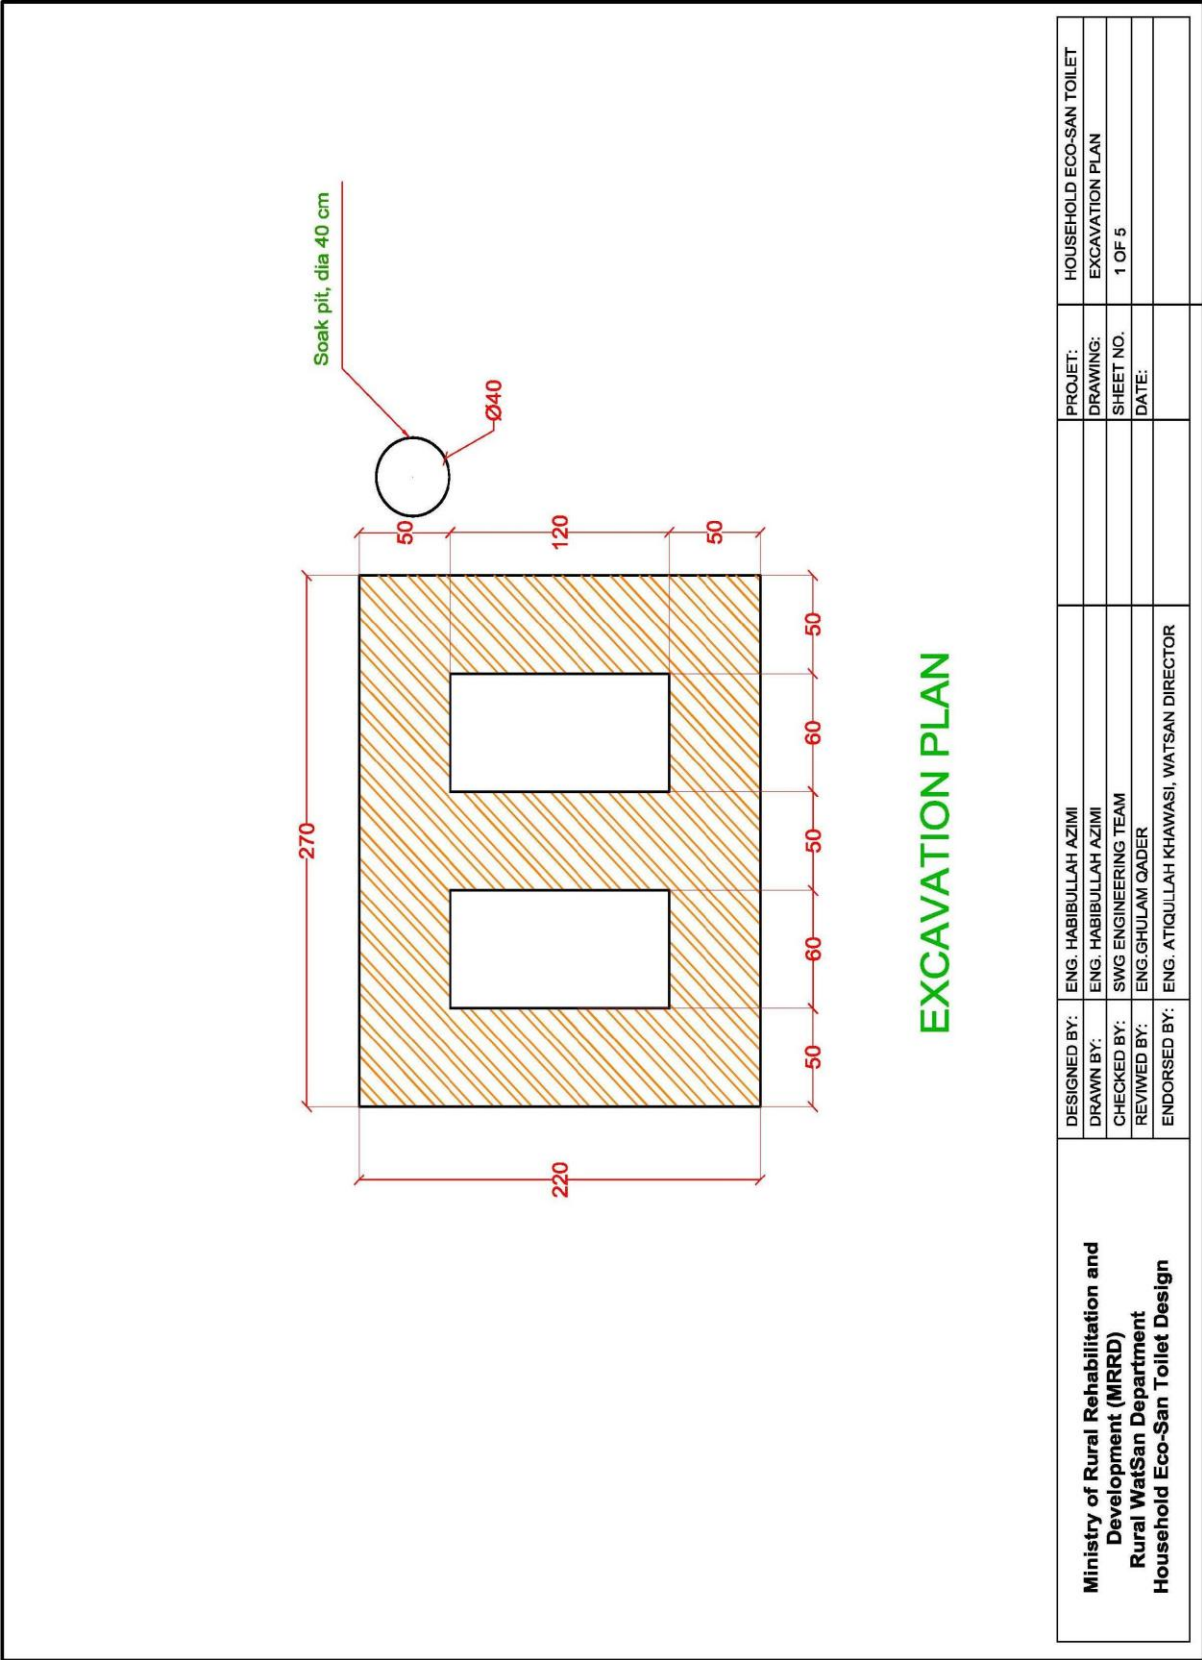 Soak pit, dia 40 cm
Ø40
270
220
50
120
50
50
60
50
60
50
EXCAVATION PLAN
Ministry of Rural Rehabilitation and
Development (MRRD)
Rural WatSan Department
Household Eco-San Toilet Design
DESIGNED BY: ENG. HABIBULLAH AZIMI
DRAWN BY: ENG. HABIBULLAH AZIMI
CHECKED BY: SWG ENGINEERING TEAM
REVIWED BY: ENG.GHULAM QADER
ENDORSED BY: ENG. ATIQULLAH KHAWASI, WATSAN DIRECTOR
PROJET: HOUSEHOLD ECO-SAN TOILET
DRAWING: EXCAVATION PLAN
SHEET NO. 1 OF 5
DATE: